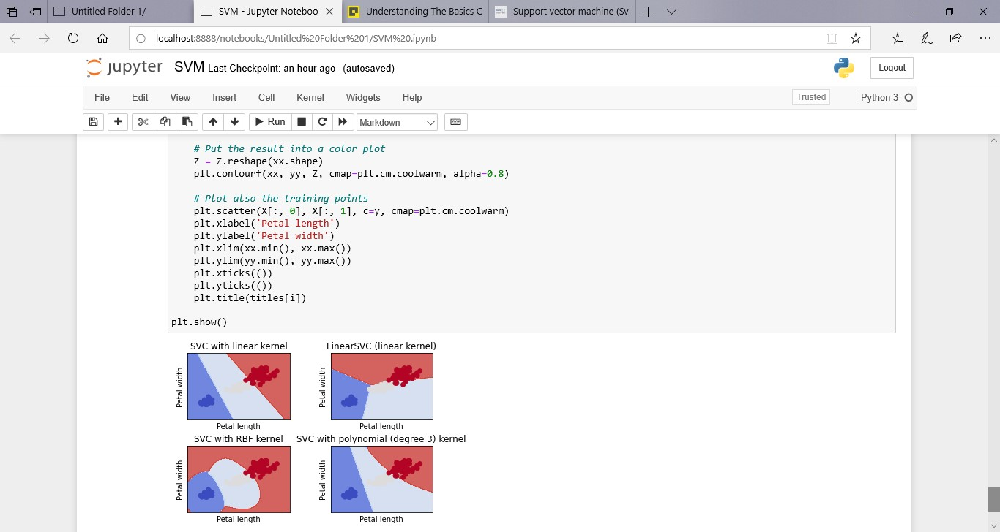 Untitled Folder 1/
SVM - Jupyter Noteboo
Understanding The Basics C
Support vector machine (Sv
localhost:8888/notebooks/Untitled%20Folder%201/SVM%20.ipynb
jupyter SVM Last Checkpoint: an hour ago (autosaved)
Logout
File Edit View Insert Cell Kernel Widgets Help
Trusted
Python 3
Run
Markdown
# Put the result into a color plot
Z = Z.reshape(xx.shape)
plt.contourf(xx, yy, Z, cmap=plt.cm.coolwarm, alpha=0.8)
# Plot also the training points
plt.scatter(X[:, 0], X[:, 1], c=y, cmap=plt.cm.coolwarm)
plt.xlabel('Petal length')
plt.ylabel('Petal width')
plt.xlim(xx.min(), xx.max())
plt.ylim(yy.min(), yy.max())
plt.xticks(())
plt.yticks(())
plt.title(titles[i])
plt.show()
SVC with linear kernel
Petal width
Petal length
LinearSVC (linear kernel)
Petal width
Petal length
SVC with RBF kernel
Petal width
Petal length
SVC with polynomial (degree 3) kernel
Petal width
Petal length